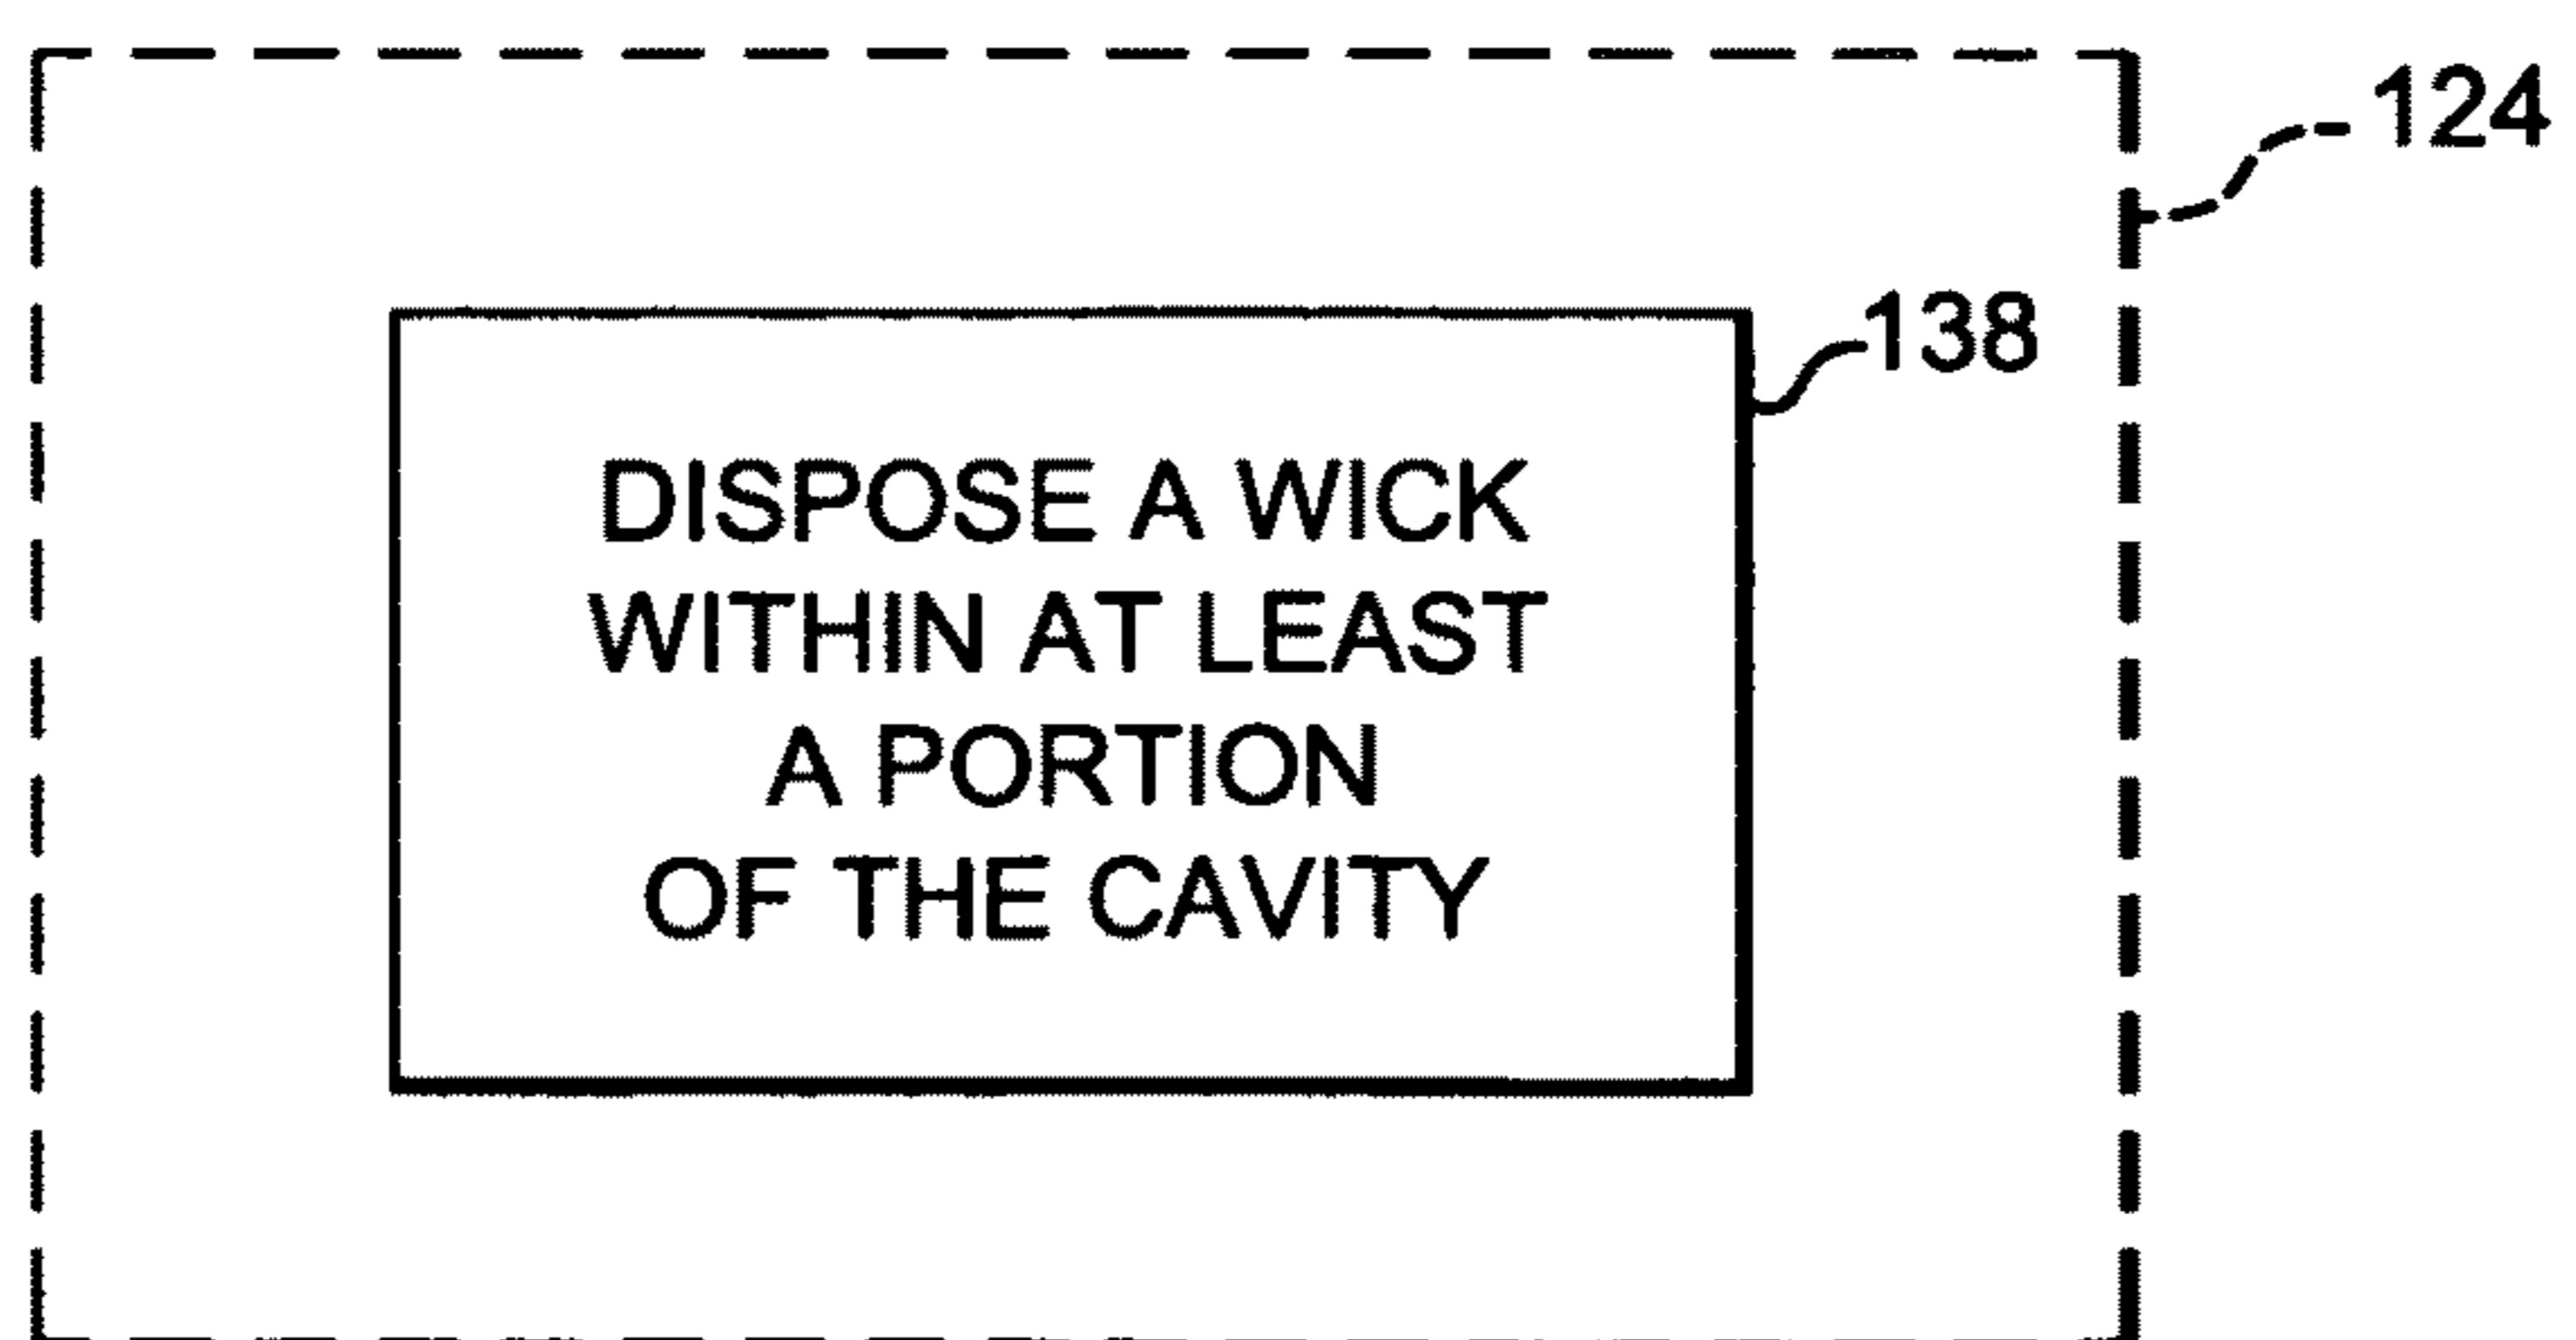 124
138
DISPOSE A WICK
WITHIN AT LEAST
A PORTION
OF THE CAVITY